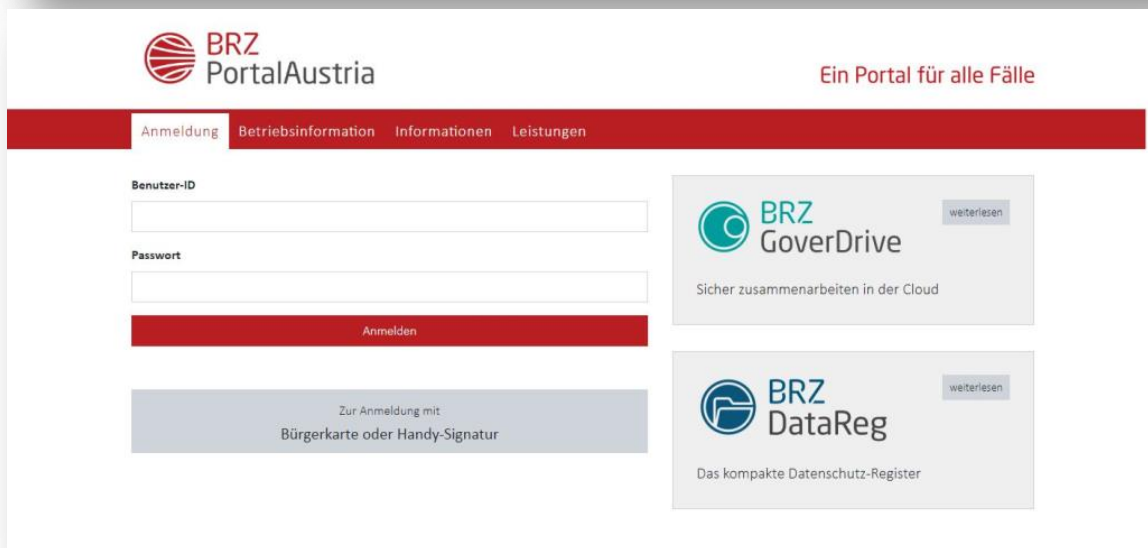 BRZ
PortalAustria
Ein Portal für alle Fälle
Anmeldung Betriebsinformation Informationen Leistungen
Benutzer-ID
Passwort
Anmelden
Zur Anmeldung mit
Bürgerkarte oder Handy-Signatur
BRZ
GoverDrive
weiterlesen
Sicher zusammenarbeiten in der Cloud
BRZ
DataReg
weiterlesen
Das kompakte Datenschutz-Register